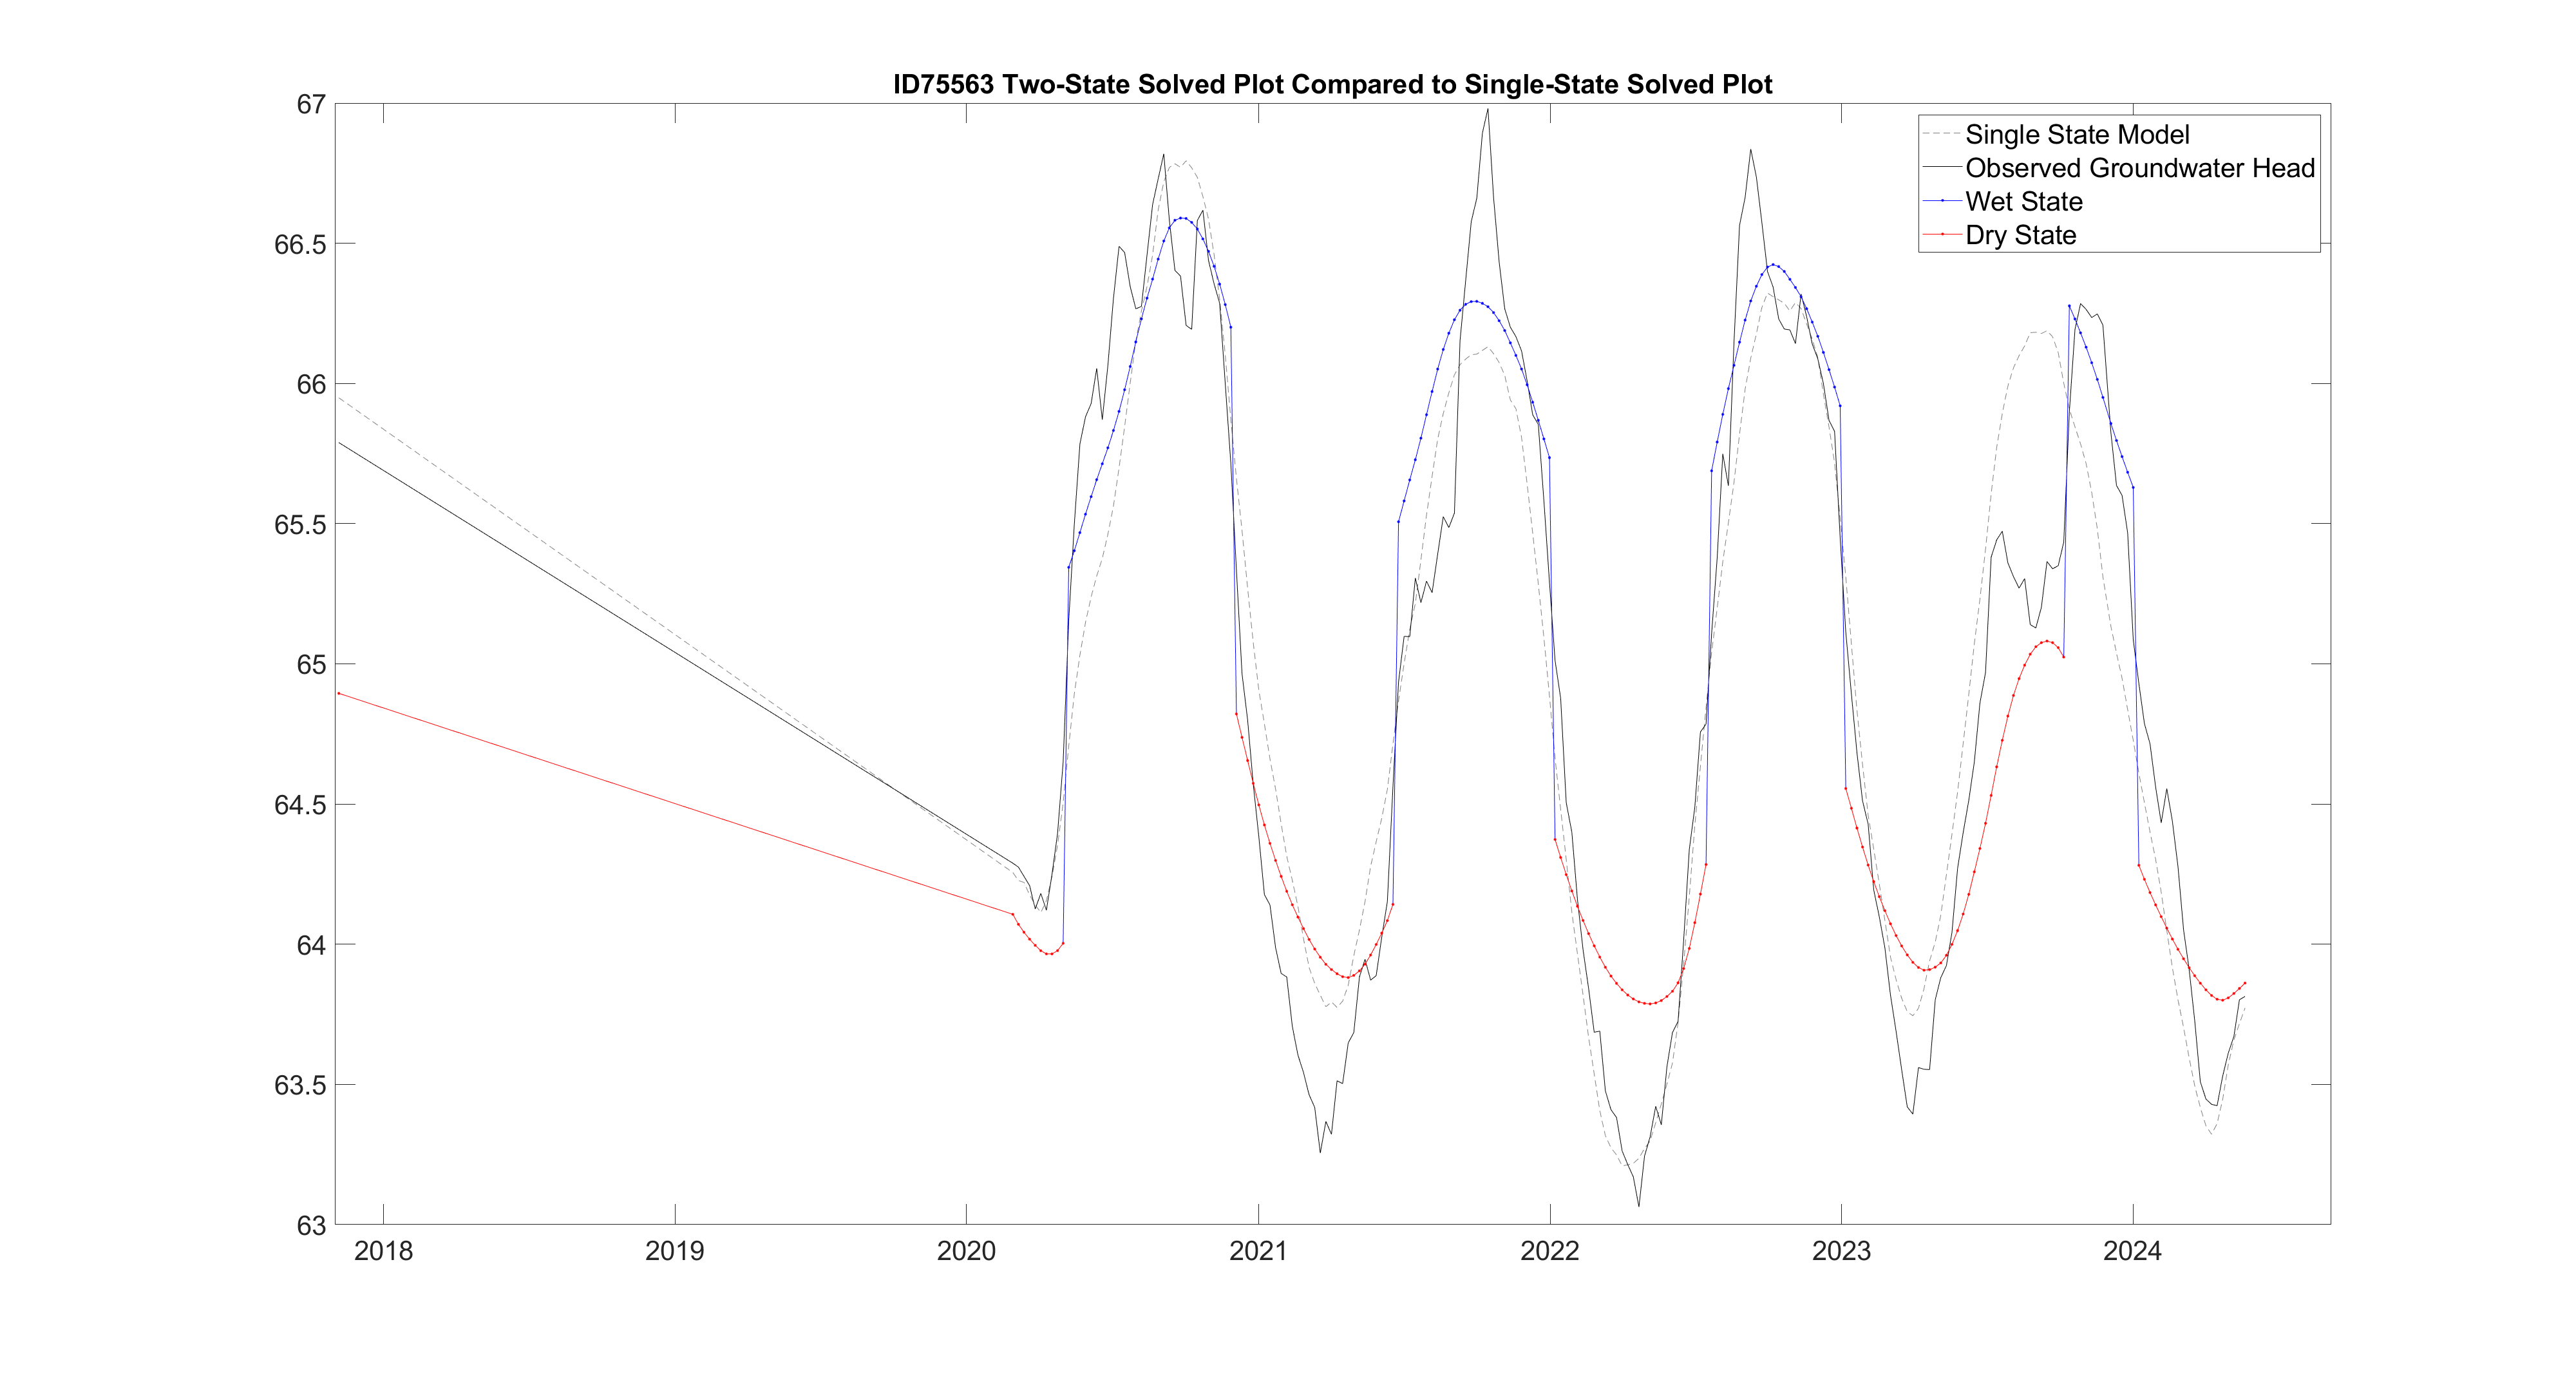 ID75563 Two-State Solved Plot Compared to Single-State Solved Plot
67
66.5
66
65.5
65
64.5
64
63.5
63
Single State Model
Observed Groundwater Head
Wet State
Dry State
2018 2019 2020 2021 2022 2023 2024